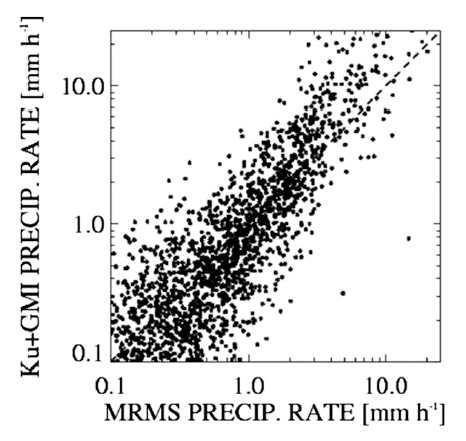 Ku+GMI PRECIP. RATE [mm h⁻¹]
10.0
1.0
0.1
0.1 1.0 10.0
MRMS PRECIP. RATE [mm h⁻¹]